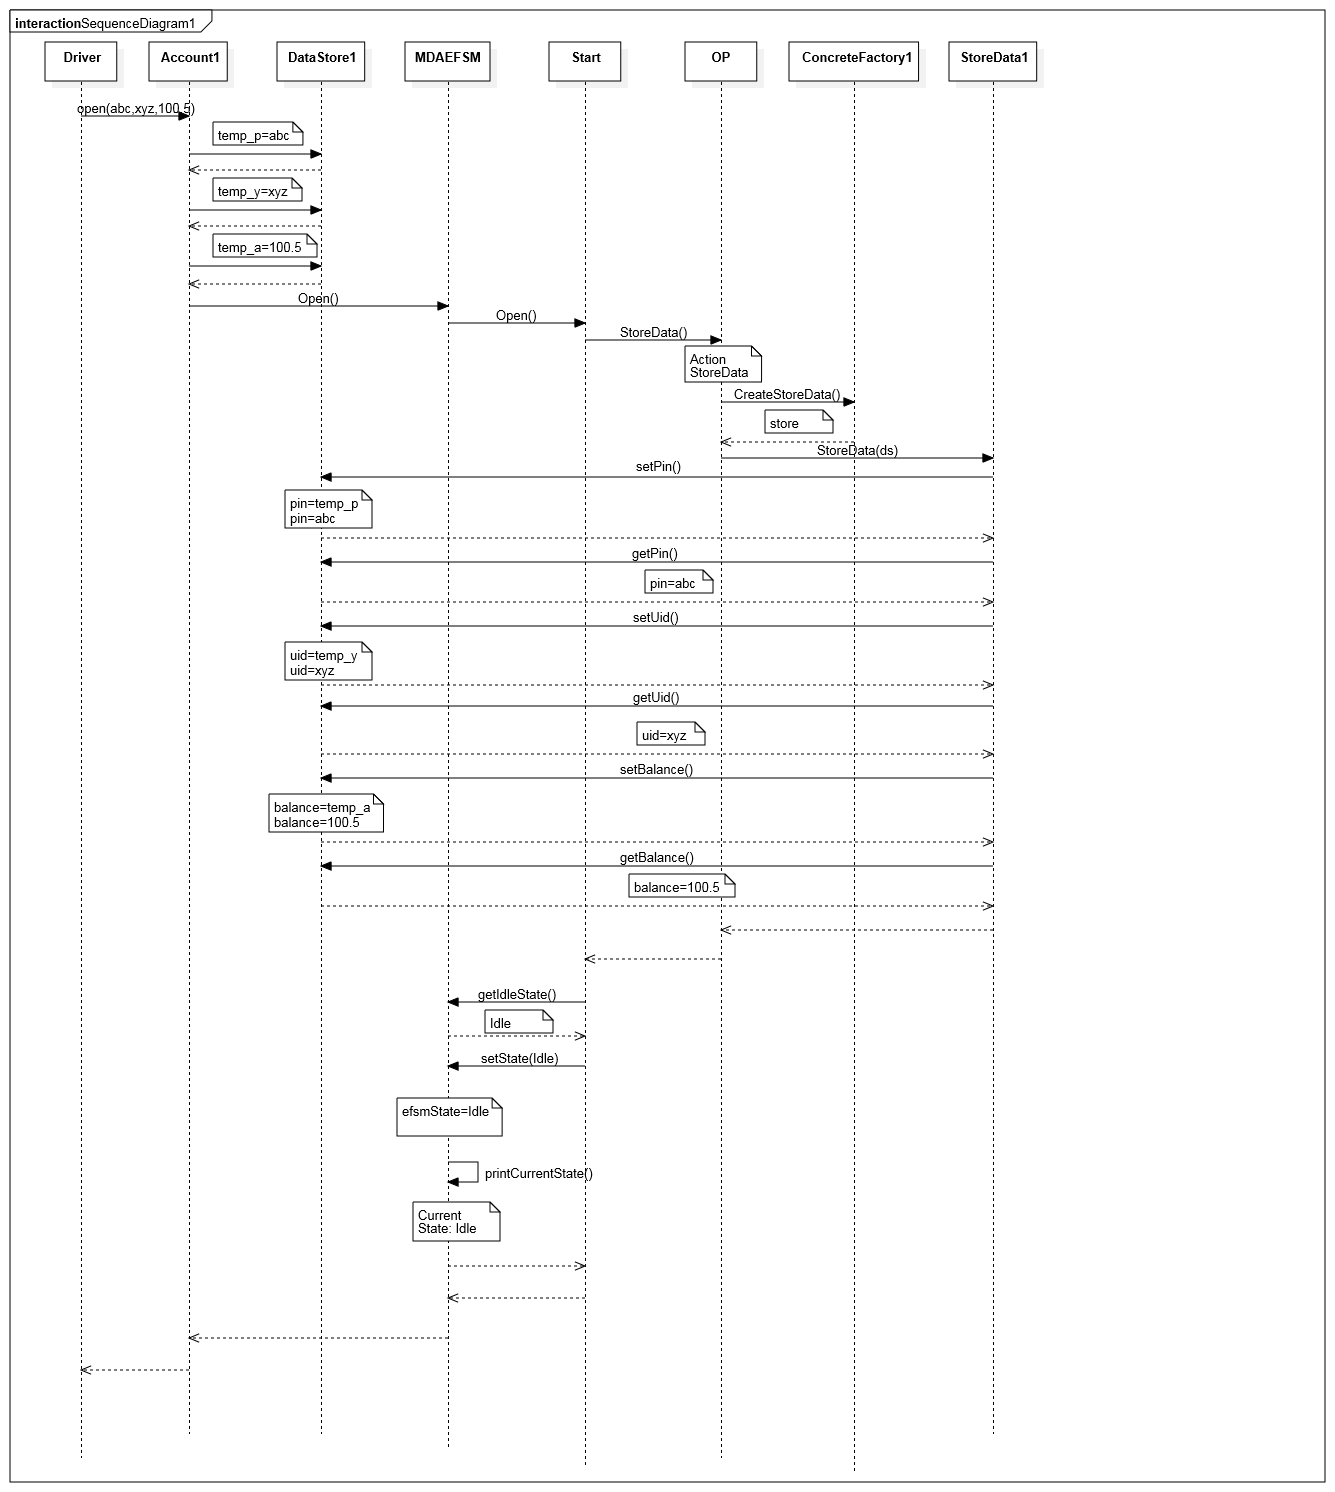 interactionSequenceDiagram1
Driver
Account1
DataStore1
MDAEFSM
Start
OP
ConcreteFactory1
StoreData1
open(abc,xyz,100.5)
temp_p=abc
temp_y=xyz
temp_a=100.5
Open()
Open()
StoreData()
Action
StoreData
CreateStoreData()
store
StoreData(ds)
setPin()
pin=temp_p
pin=abc
getPin()
pin=abc
setUid()
uid=temp_y
uid=xyz
getUid()
uid=xyz
setBalance()
balance=temp_a
balance=100.5
getBalance()
balance=100.5
getIdleState()
Idle
setState(Idle)
efsmState=Idle
printCurrentState()
Current
State: Idle